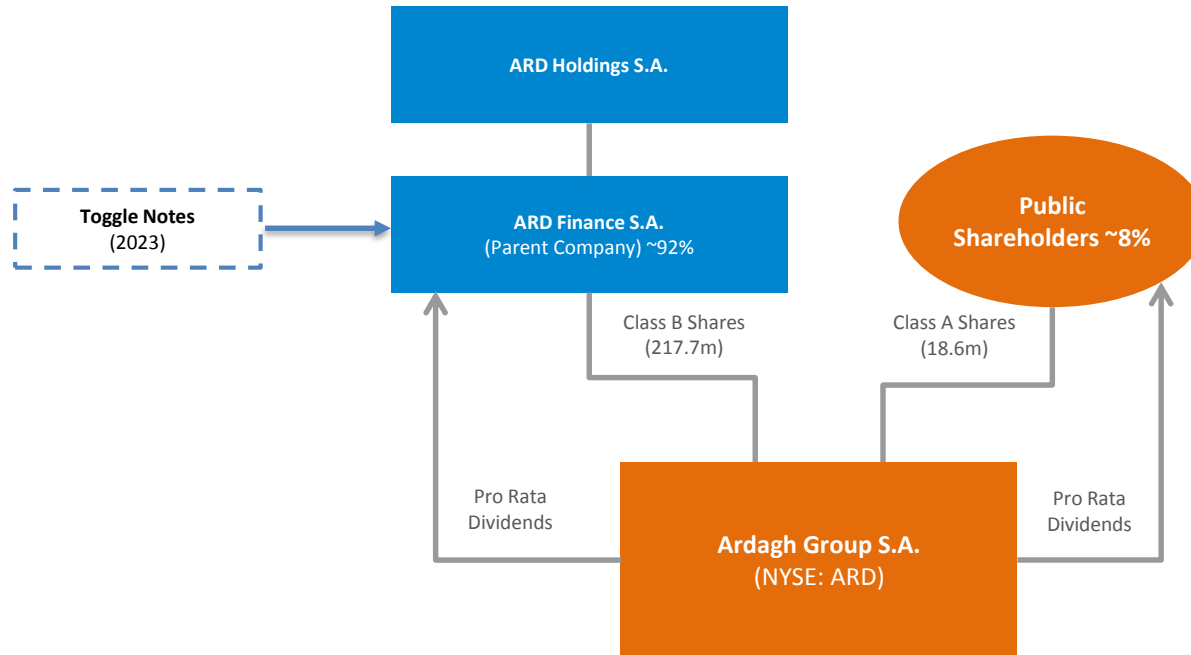 ARD Holdings S.A.
Toggle Notes
(2023)
ARD Finance S.A.
(Parent Company) ~92%
Public
Shareholders ~8%
Class B Shares
(217.7m)
Class A Shares
(18.6m)
Pro Rata
Dividends
Pro Rata
Dividends
Ardagh Group S.A.
(NYSE: ARD)